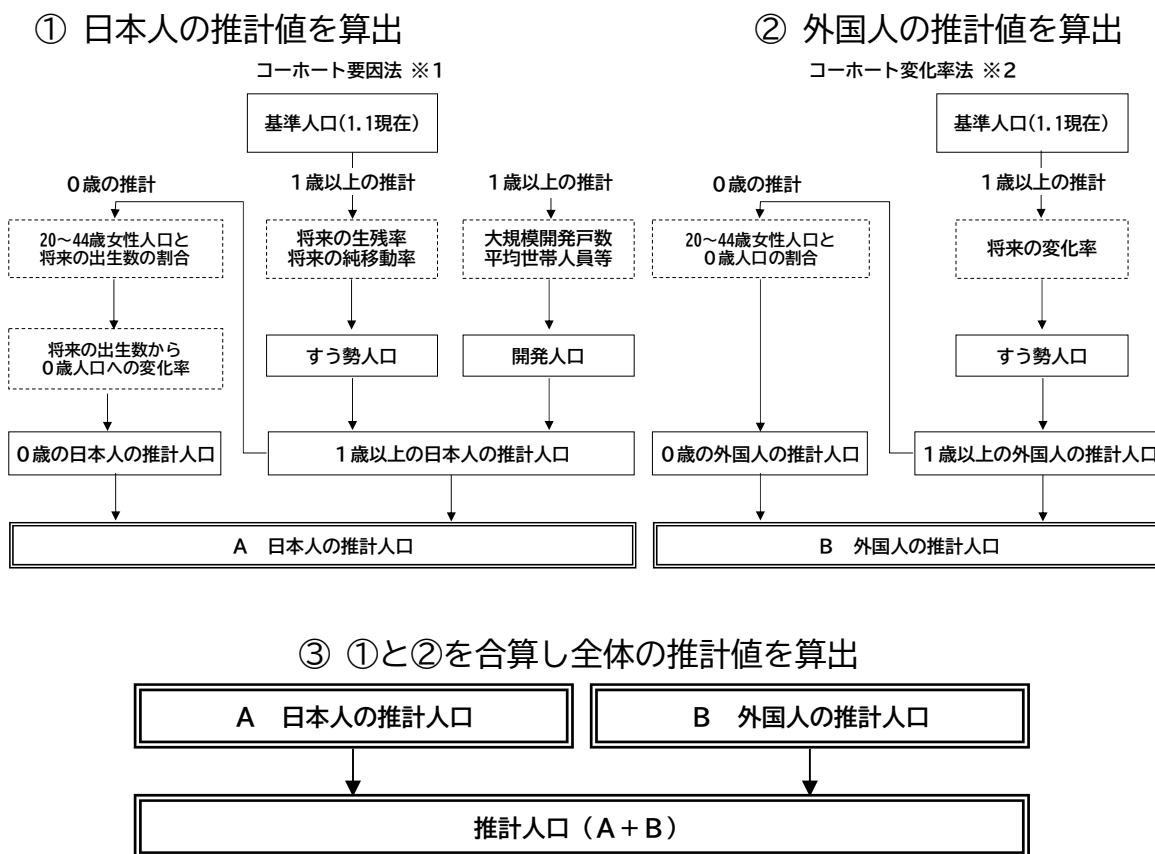 ① 日本人の推計値を算出
コーホート要因法 ※1
基準人口(1.1現在)
0歳の推計
1歳以上の推計
1歳以上の推計
20～44歳女性人口と
将来の出生数の割合
将来の生残率
将来の純移動率
大規模開発戸数
平均世帯人員等
将来の出生数から
0歳人口への変化率
すう勢人口
開発人口
0歳の日本人の推計人口
1歳以上の日本人の推計人口
A　日本人の推計人口
② 外国人の推計値を算出
コーホート変化率法 ※2
基準人口(1.1現在)
0歳の推計
1歳以上の推計
20～44歳女性人口と
0歳人口の割合
将来の変化率
すう勢人口
0歳の外国人の推計人口
1歳以上の外国人の推計人口
B　外国人の推計人口
③ ①と②を合算し全体の推計値を算出
A　日本人の推計人口
B　外国人の推計人口
推計人口（A＋B）